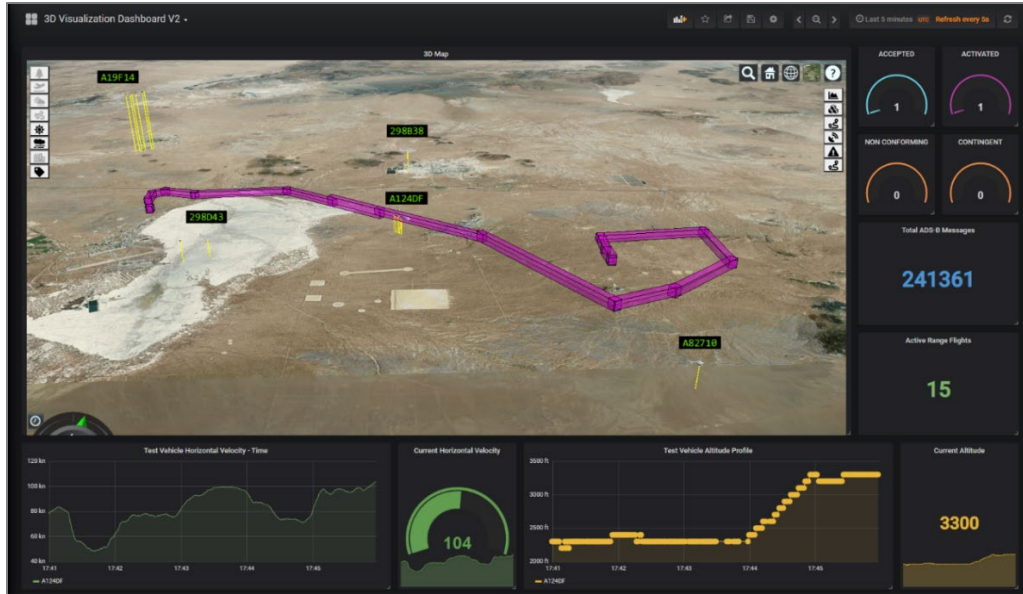 3D Visualization Dashboard V2
Last 5 minutes UTC Refresh every 5s
3D Map
A19F14
298B38
A124DF
298D43
A82710
ACCEPTED
1
ACTIVATED
1
NON CONFORMING
0
CONTINGENT
0
Total ADS-B Messages
241361
Active Range Flights
15
Test Vehicle Horizontal Velocity - Time
120 kn
100 kn
80 kn
60 kn
40 kn
17:41 17:42 17:43 17:44 17:45
A124DF
Current Horizontal Velocity
104
Test Vehicle Altitude Profile
3500 ft
3000 ft
2500 ft
2000 ft
17:41 17:42 17:43 17:44 17:45
A124DF
Current Altitude
3300